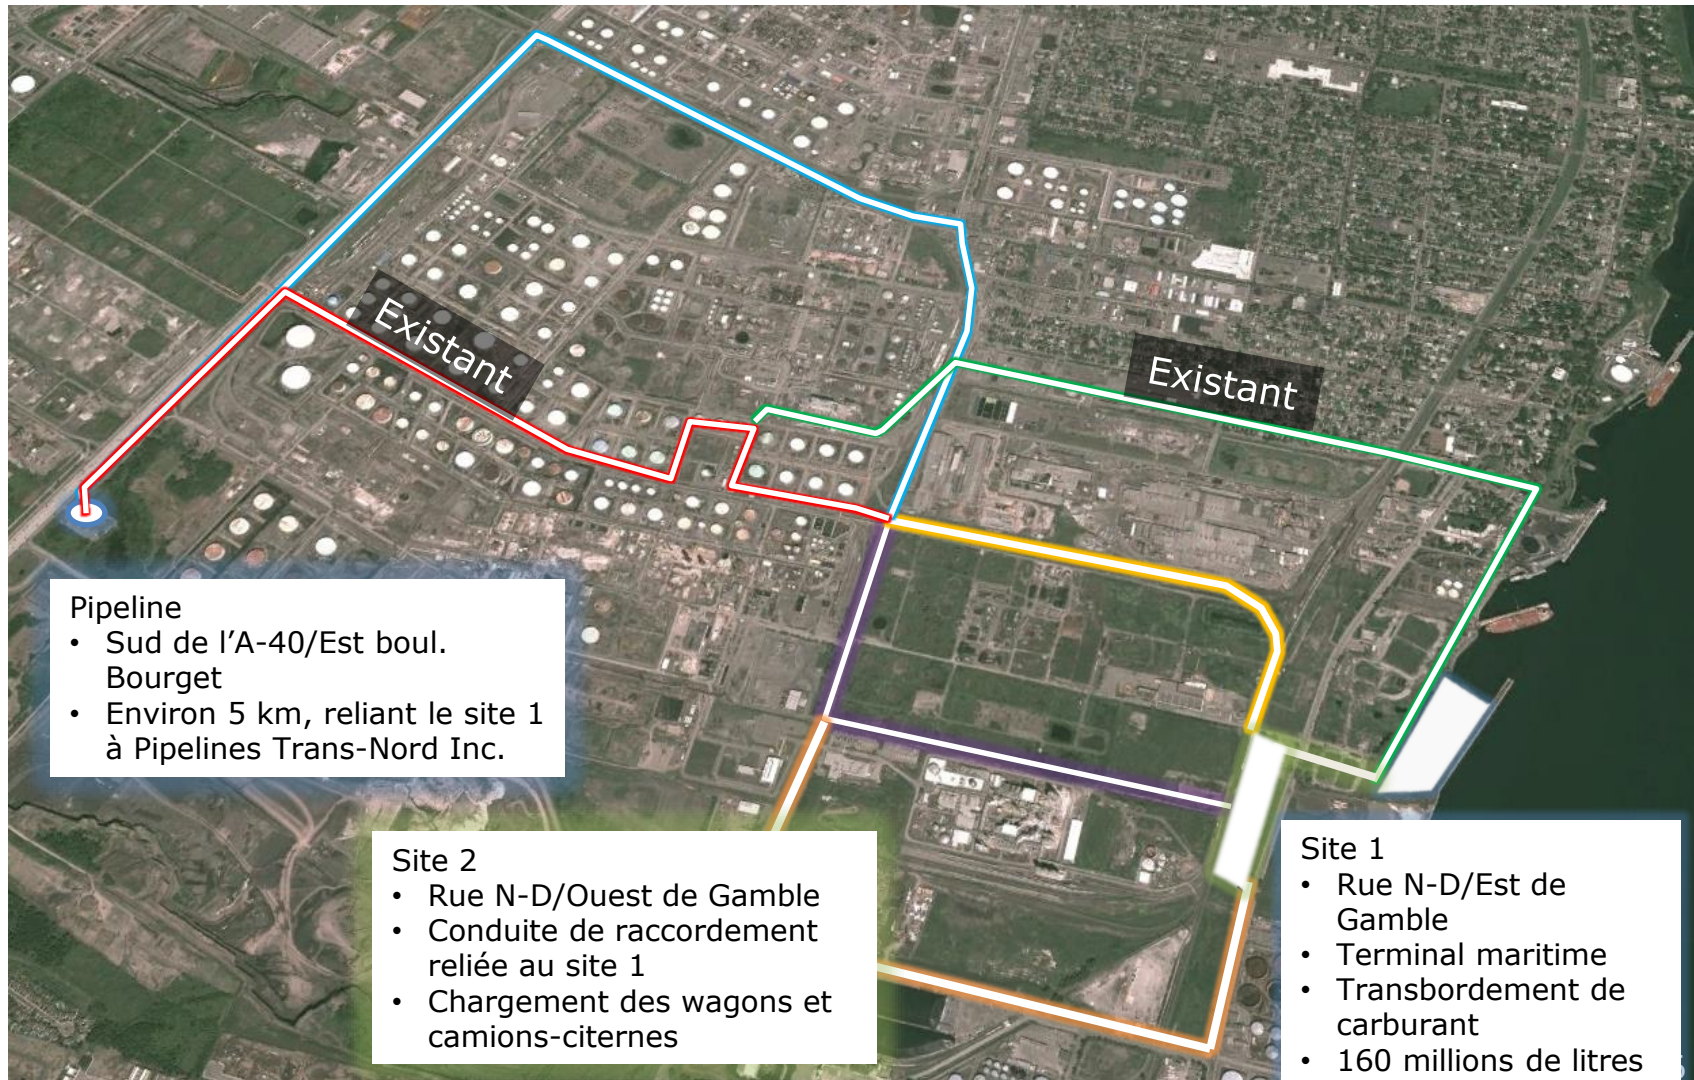 Existant
Existant
Pipeline
• Sud de l’A-40/Est boul.
Bourget
• Environ 5 km, reliant le site 1
à Pipelines Trans-Nord Inc.
Site 2
• Rue N-D/Ouest de Gamble
• Conduite de raccordement
reliée au site 1
• Chargement des wagons et
camions-citernes
Site 1
• Rue N-D/Est de
Gamble
• Terminal maritime
• Transbordement de
carburant
• 160 millions de litres